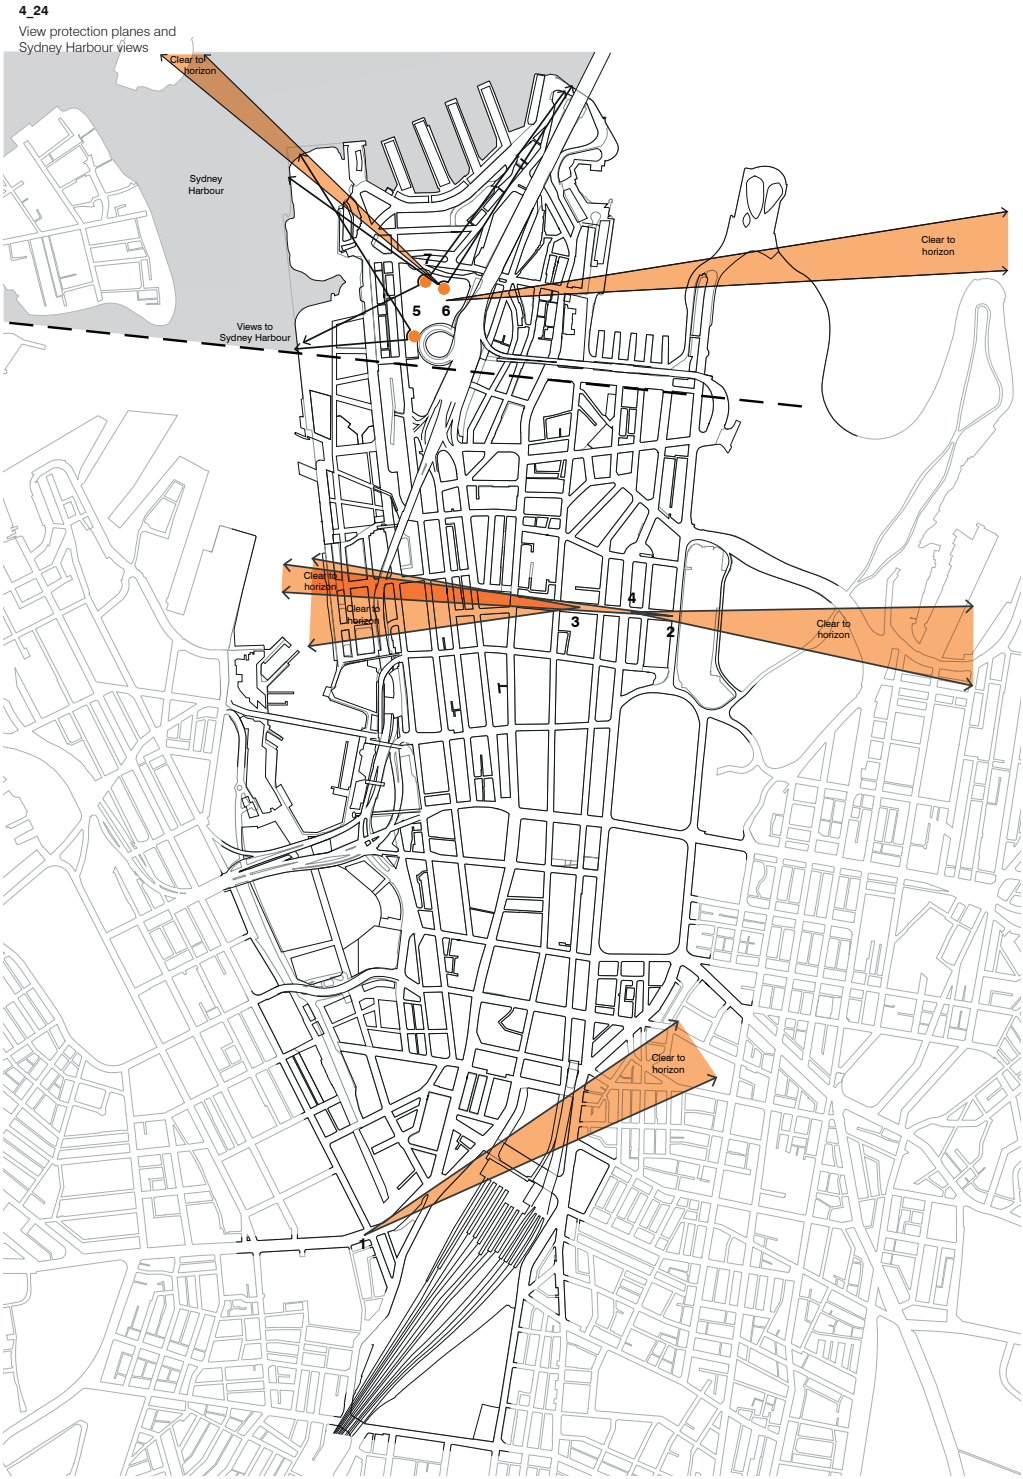 4_24
View protection planes and
Sydney Harbour views
Clear to
horizon
Sydney
Harbour
Clear to
horizon
7
5
6
Views to
Sydney Harbour
Clear to
horizon
Clear to
horizon
4
3
2
Clear to
horizon
Clear to
horizon
1